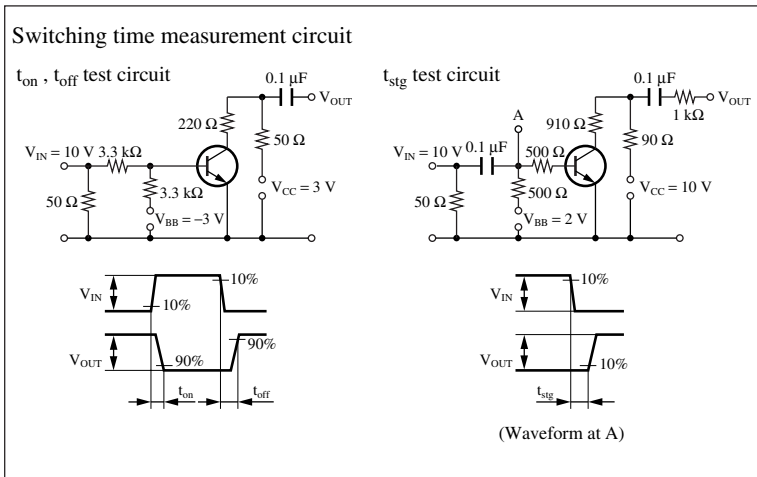 Switching time measurement circuit
ton , toff test circuit
0.1 μF
VOUT
220 Ω
50 Ω
VIN = 10 V 3.3 kΩ
3.3 kΩ
VCC = 3 V
50 Ω
VBB = −3 V
10%
VIN
10%
90%
VOUT
90%
ton
toff
tstg test circuit
0.1 μF
VOUT
1 kΩ
A
910 Ω
90 Ω
0.1 μF
500 Ω
VIN = 10 V
500 Ω
VCC = 10 V
50 Ω
VBB = 2 V
10%
VIN
VOUT
10%
tstg
(Waveform at A)